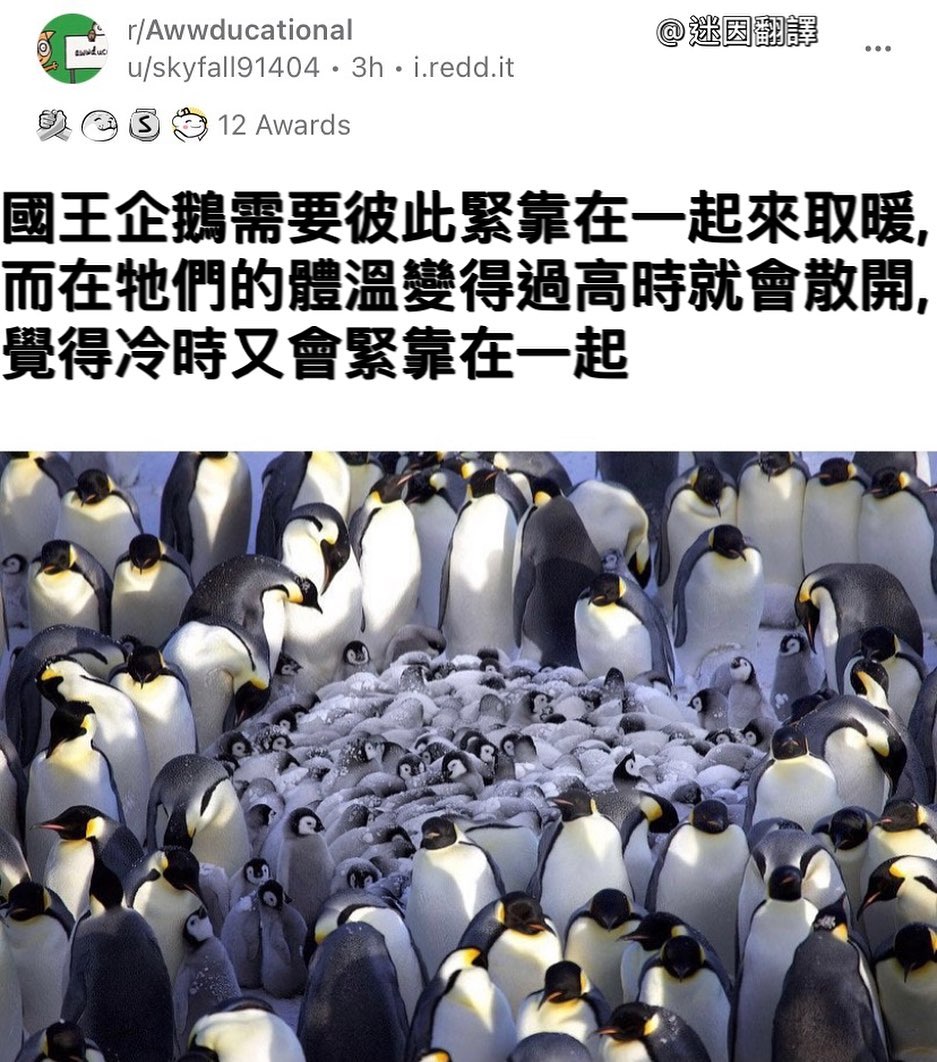 r/Awwducational
@迷因翻譯
u/skyfall91404 • 3h • i.redd.it
12 Awards
國王企鵝需要彼此緊靠在一起來取暖,
而在牠們的體溫變得過高時就會散開,
覺得冷時又會緊靠在一起